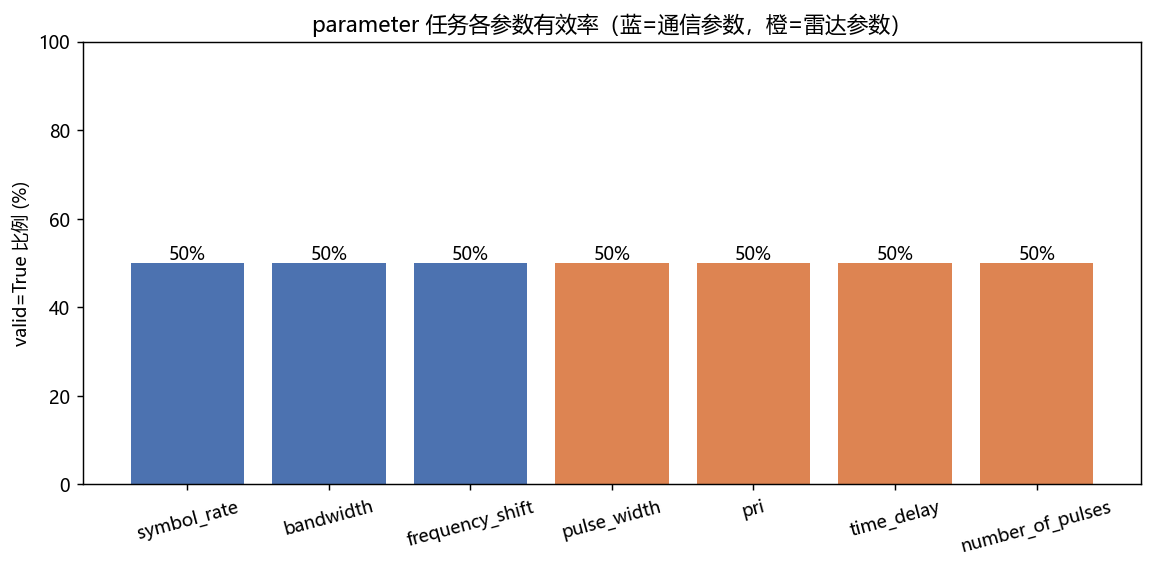 parameter 任务各参数有效率（蓝=通信参数，橙=雷达参数）
valid=True 比例 (%)
100
80
60
40
20
0
50% 50% 50% 50% 50% 50% 50%
symbol_rate bandwidth frequency_shift pulse_width pri time_delay number_of_pulses